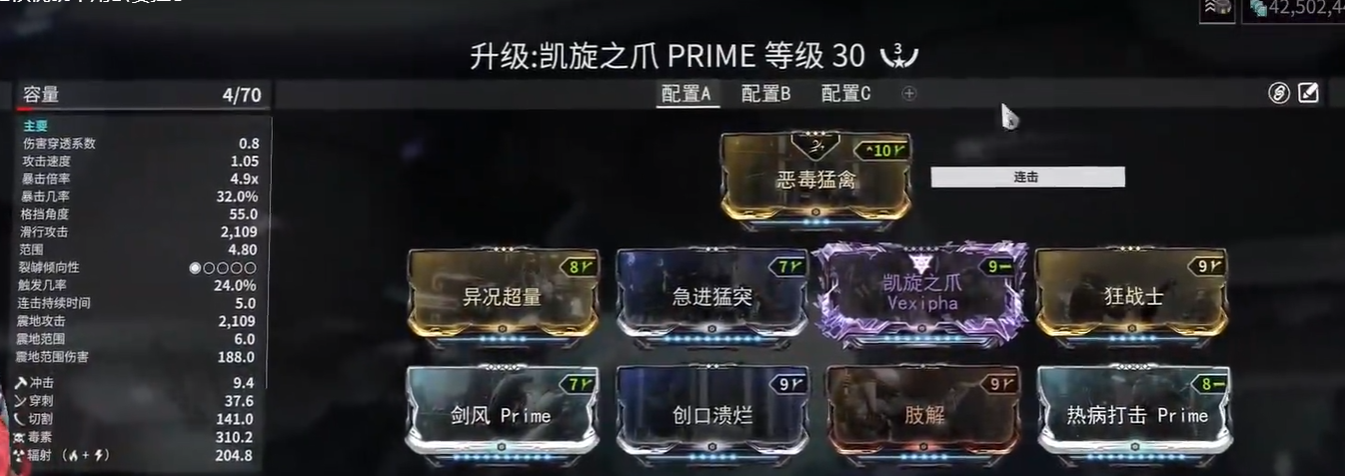 42,502,4
升级:凯旋之爪 PRIME 等级 30 3
容量 4/70
配置A 配置B 配置C
主要
伤害穿透系数 0.8
攻击速度 1.05
暴击倍率 4.9x
暴击几率 32.0%
格挡角度 55.0
滑行攻击 2,109
范围 4.80
裂罅倾向性
触发几率 24.0%
连击持续时间 5.0
震地攻击 2,109
震地范围 6.0
震地范围伤害 188.0
冲击 9.4
穿刺 37.6
切割 141.0
毒素 310.2
辐射 ( + ) 204.8
^10
恶毒猛禽
连击
8
异况超量
7
急进猛突
9
凯旋之爪
Vexipha
9
狂战士
7
剑风 Prime
9
创口溃烂
9
肢解
8
热病打击 Prime